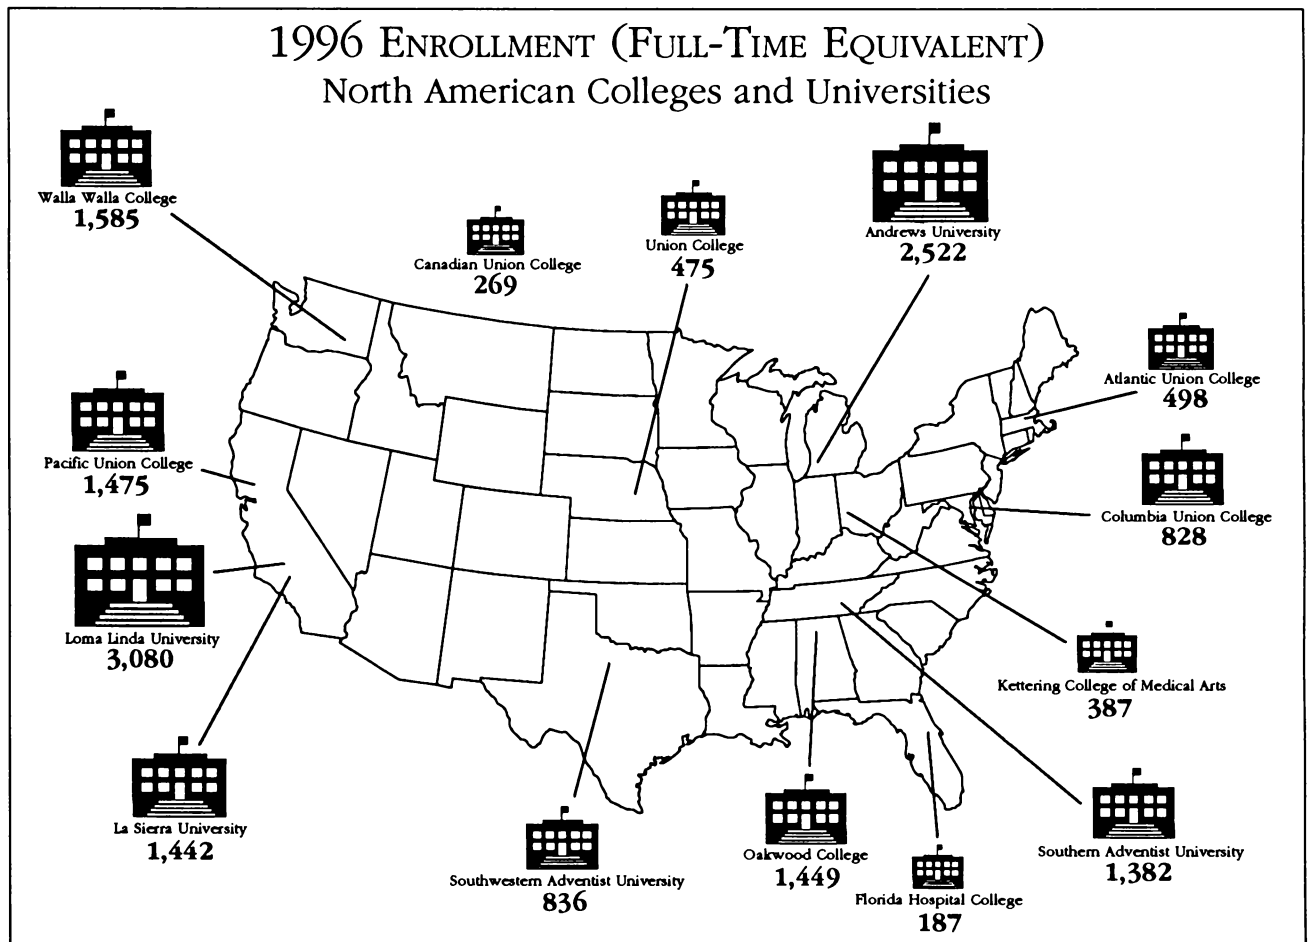 1996 ENROLLMENT (FULL-TIME EQUIVALENT)
North American Colleges and Universities
Walla Walla College
1,585
Canadian Union College
269
Union College
475
Andrews University
2,522
Atlantic Union College
498
Pacific Union College
1,475
Columbia Union College
828
Loma Linda University
3,080
Kettering College of Medical Arts
387
La Sierra University
1,442
Southwestern Adventist University
836
Oakwood College
1,449
Florida Hospital College
187
Southern Adventist University
1,382